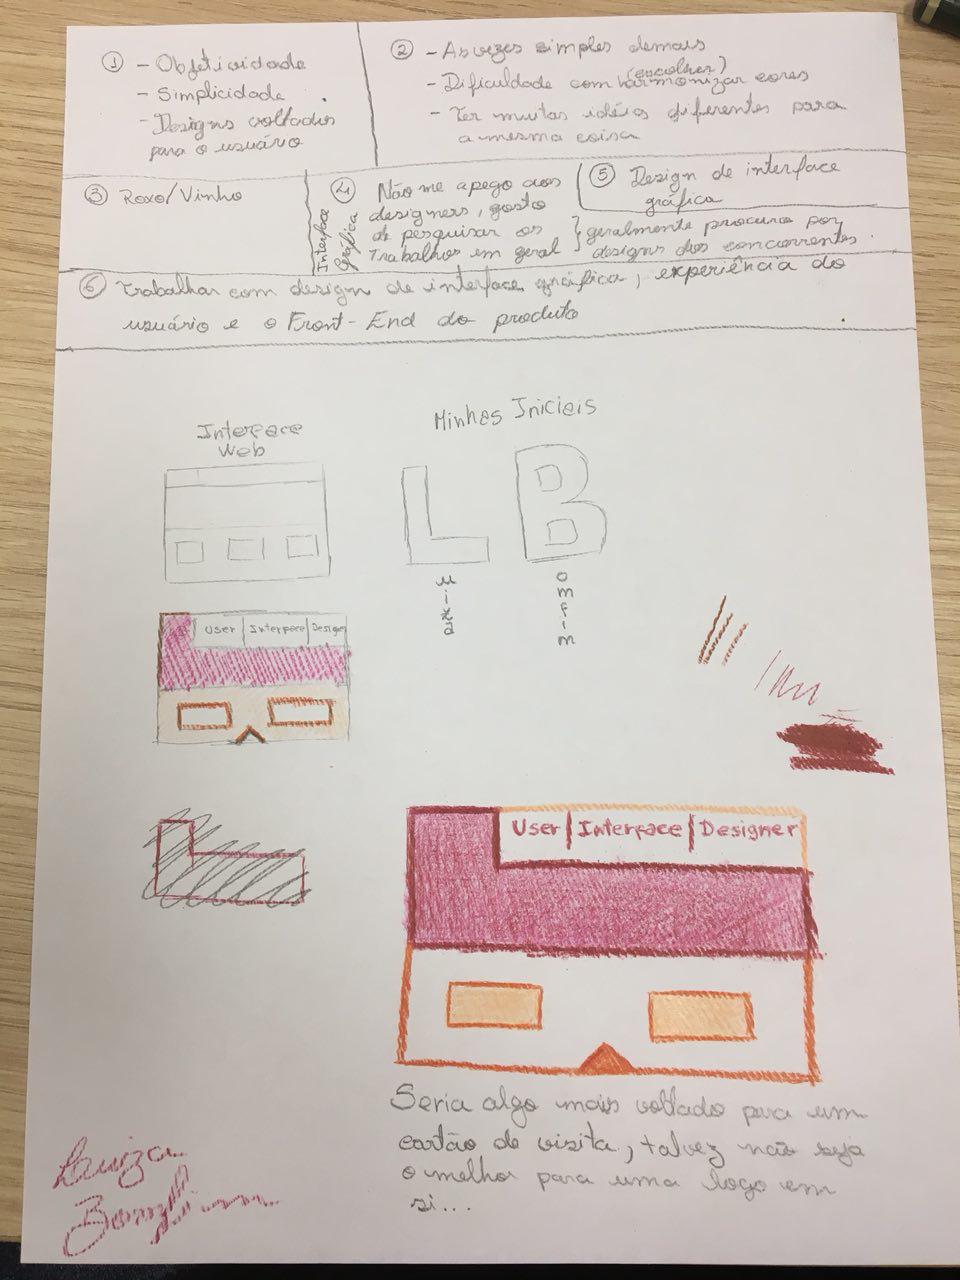 ① - Objetividade
- Simplicidade
- Designs voltados
para o usuário
② - As vezes simples demais
(escolher)
- Dificuldade com harmonizar cores
- Ter muitas idéias diferentes para
a mesma coisa
③ Roxo/Vinho
Interface
Gráfica
④ Não me apego aos
designers, gosto
de pesquisar os
trabalhos em geral
⑤ Design de interface
gráfica
geralmente procuro por
designs dos concorrentes.
⑥ Trabalhar com design de interface gráfica, experiência do
usuário e o Front-End do produto
Interface
Web
Minhas Iniciais
L B
uiza
omfim
User Interface Designer
User Interface Designer
Seria algo mais voltado para um
cartão de visita, talvez não seja
o melhor para uma logo em
si...
Luiza
Bomfim